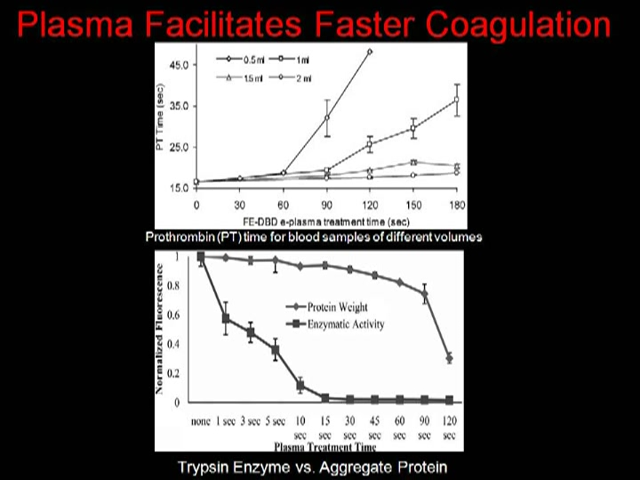 Plasma Facilitates Faster Coagulation
0.5 ml 1 ml
1.5 ml 2 ml
PT Time (sec)
45.0
35.0
25.0
15.0
0 30 60 90 120 150 180
FE-DBD e-plasma treatment time (sec)
Prothrombin (PT) time for blood samples of different volumes
Normalized Fluorescence
1
0.8
0.6
0.4
0.2
0
Protein Weight
Enzymatic Activity
none 1 sec 3 sec 5 sec 10 15 30 45 60 90 120
sec sec sec sec sec sec sec
Plasma Treatment Time
Trypsin Enzyme vs. Aggregate Protein